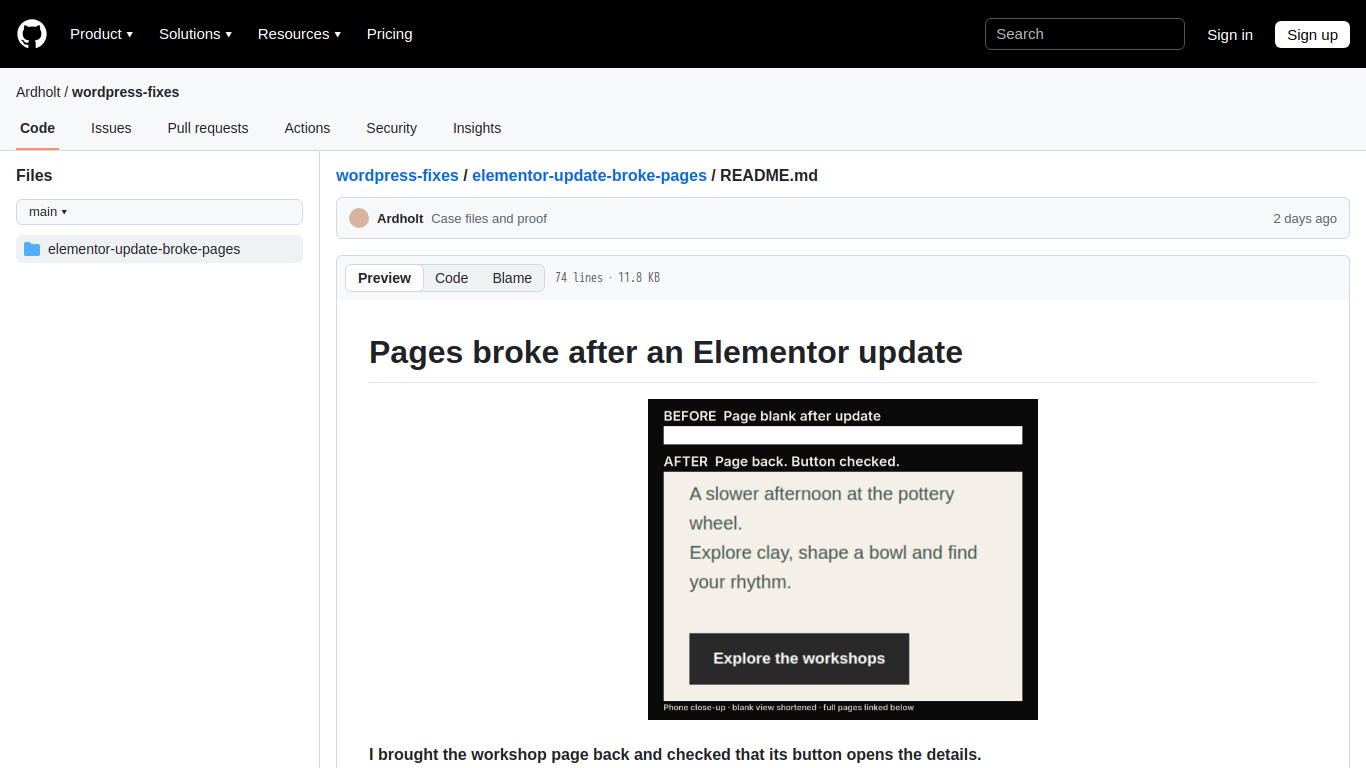 Product ▾ Solutions ▾ Resources ▾ Pricing Search Sign in Sign up
Ardholt / wordpress-fixes
Code Issues Pull requests Actions Security Insights
Files
main ▾
elementor-update-broke-pages
wordpress-fixes / elementor-update-broke-pages / README.md
Ardholt Case files and proof 2 days ago
Preview Code Blame 74 lines · 11.8 KB
Pages broke after an Elementor update
BEFORE Page blank after update
AFTER Page back. Button checked.
A slower afternoon at the pottery
wheel.
Explore clay, shape a bowl and find
your rhythm.
Explore the workshops
Phone close-up · blank view shortened · full pages linked below
I brought the workshop page back and checked that its button opens the details.